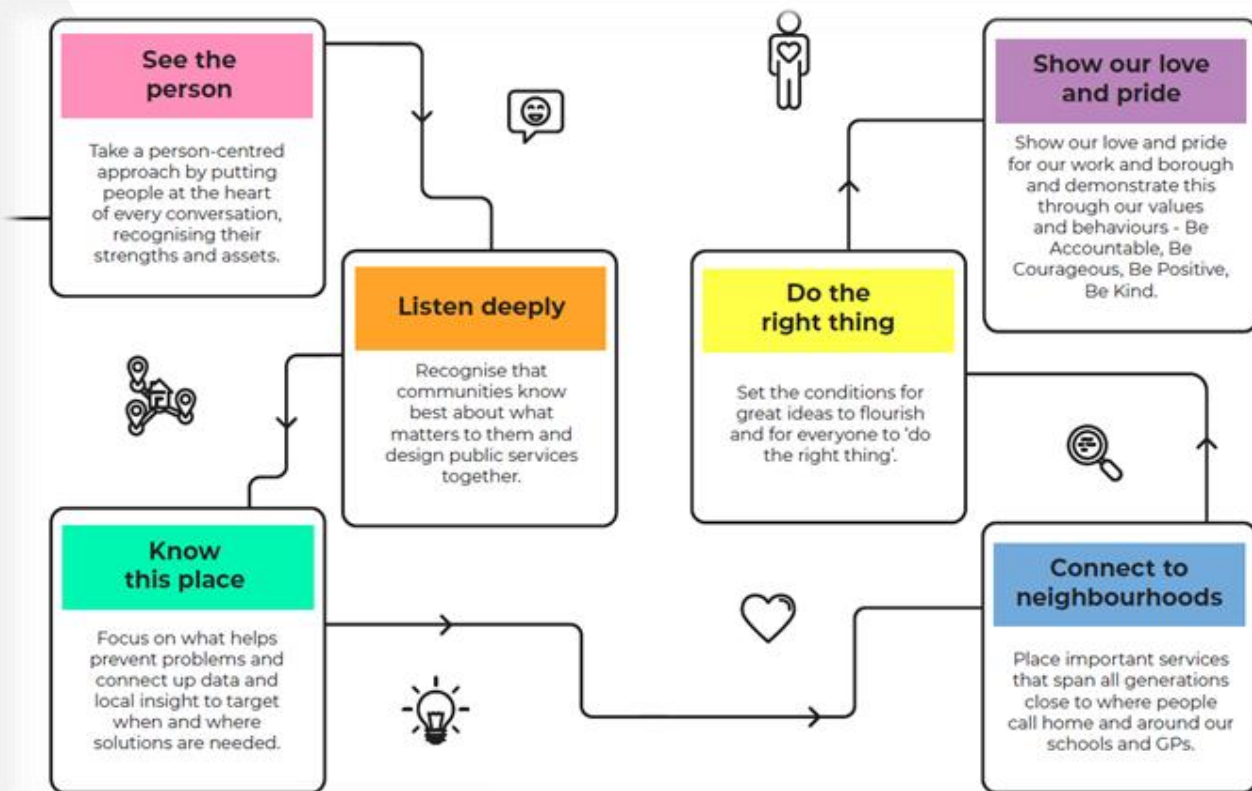 See the
person
Take a person-centred
approach by putting
people at the heart
of every conversation,
recognising their
strengths and assets.
Listen deeply
Recognise that
communities know
best about what
matters to them and
design public services
together.
Know
this place
Focus on what helps
prevent problems and
connect up data and
local insight to target
when and where
solutions are needed.
Connect to
neighbourhoods
Place important services
that span all generations
close to where people
call home and around our
schools and GPs.
Do the
right thing
Set the conditions for
great ideas to flourish
and for everyone to ‘do
the right thing’.
Show our love
and pride
Show our love and pride
for our work and borough
and demonstrate this
through our values
and behaviours - Be
Accountable, Be
Courageous, Be Positive,
Be Kind.